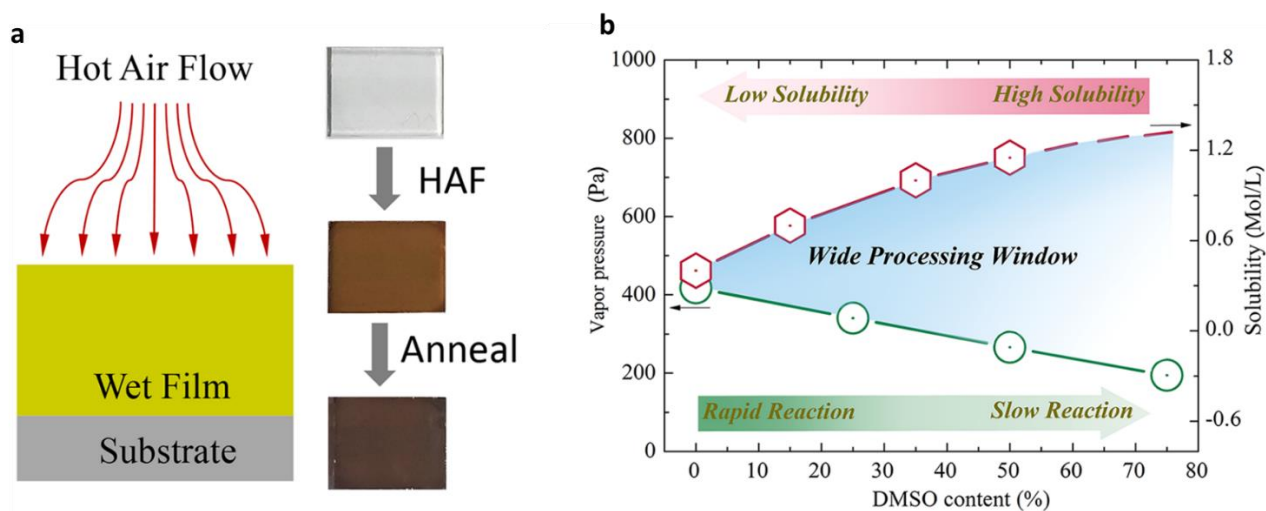 a
Hot Air Flow
HAF
Anneal
Wet Film
Substrate
b
1000
800
600
400
200
0
Vapor pressure (Pa)
1.8
1.2
0.6
0.0
-0.6
Solubility (Mol/L)
Low Solubility
High Solubility
Wide Processing Window
Rapid Reaction
Slow Reaction
0 10 20 30 40 50 60 70 80
DMSO content (%)